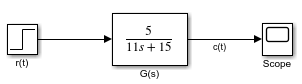 5
11s + 15
c(t)
r(t)
G(s)
Scope